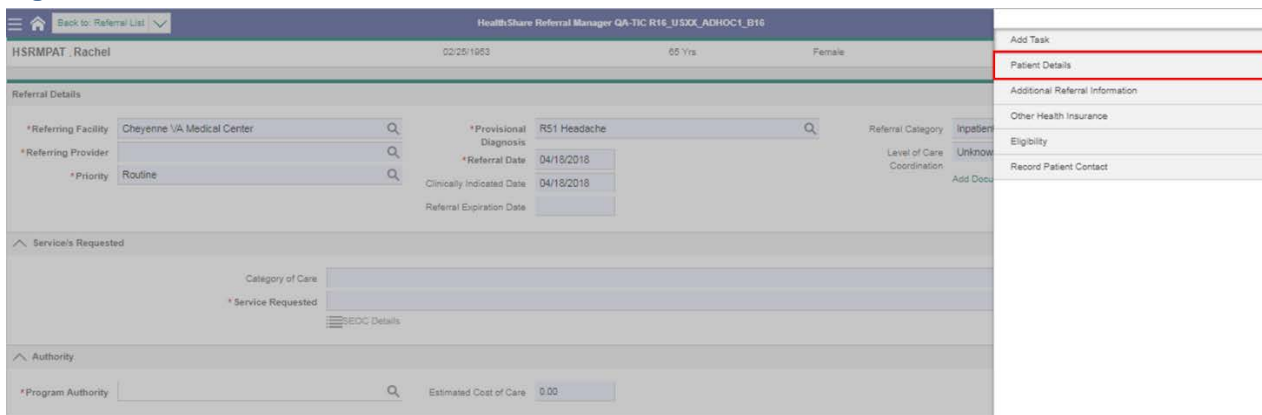 Back to: Referral List
HealthShare Referral Manager QA-TIC R16_USXX_ADHOC1_B16
HSRMPAT , Rachel 02/25/1953 65 Yrs Female
Add Task
Patient Details
Additional Referral Information
Other Health Insurance
Eligibility
Record Patient Contact
Referral Details
*Referring Facility Cheyenne VA Medical Center
*Referring Provider
*Priority Routine
*Provisional Diagnosis R51 Headache
*Referral Date 04/18/2018
Clinically Indicated Date 04/18/2018
Referral Expiration Date
Referral Category Inpatien
Level of Care Coordination Unknow
Add Docu
Service/s Requested
Category of Care
*Service Requested
SEOC Details
Authority
*Program Authority
Estimated Cost of Care 0.00